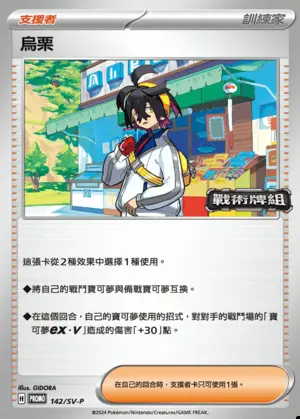 支援者
訓練家
烏栗
戰術牌組
這張卡從2種效果中選擇1種使用。
◆將自己的戰鬥寶可夢與備戰寶可夢互換。
◆在這個回合,自己的寶可夢使用的招式,對對手的戰鬥場的「寶
可夢ex・V」造成的傷害「+30」點。
Illus. GIDORA
H PROMO 142/SV-P
在自己的回合時,支援者卡只可使用1張。
©2024 Pokémon/Nintendo/Creatures/GAME FREAK.